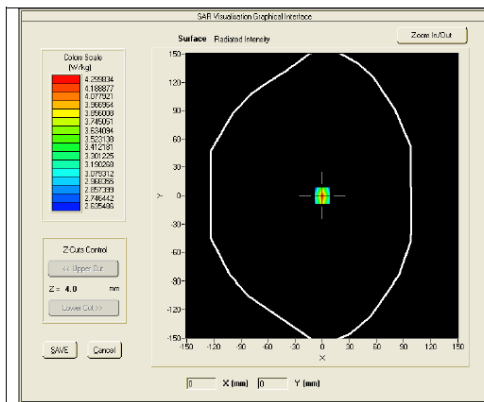 SAR Visualisation Graphical Interface
Surface Radiated Intensity
Zoom In/Out
Colors Scale
(W/kg)
4.299834
4.188877
4.077921
3.966964
3.856008
3.745051
3.634094
3.523138
3.412181
3.301225
3.190268
3.079312
2.968355
2.857399
2.746442
2.635486
Z Cuts Control
<< Upper Cut
Z = 4.0 mm
Lower Cut >>
SAVE
Cancel
150
120
90
60
30
0
-30
-60
-90
-120
-150
Y
-150 -120 -90 -60 -30 0 30 60 90 120 150
X
0 X (mm) 0 Y (mm)